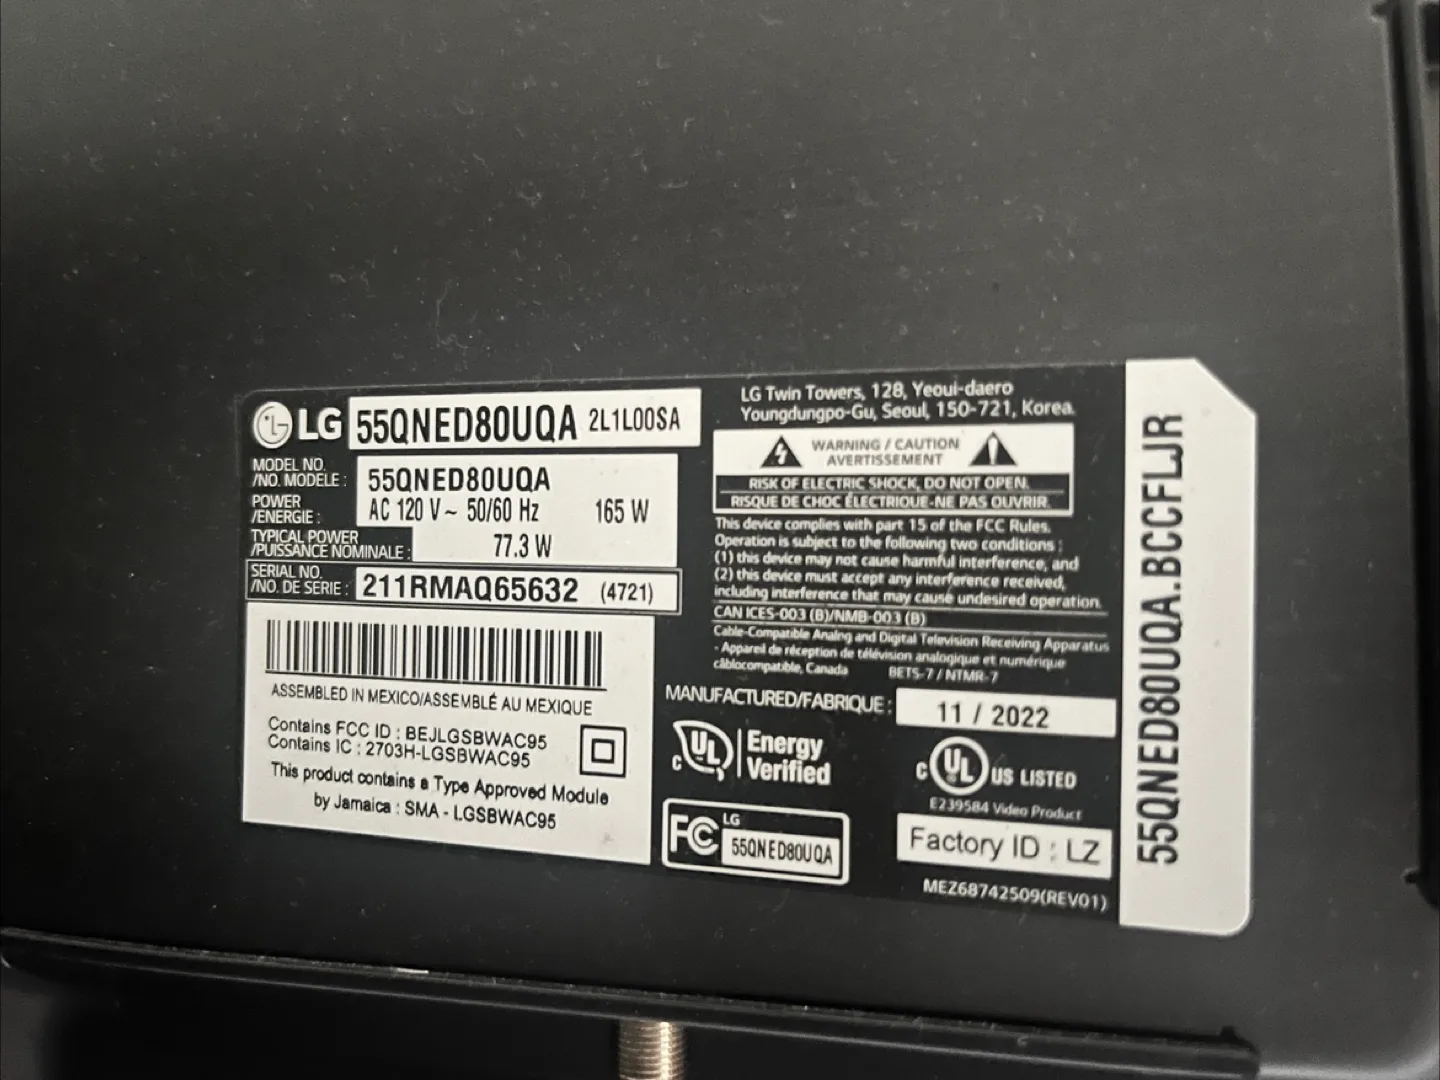 LG 55QNED80UQA 2L1L00SA
MODEL NO.
/NO. MODELE : 55QNED80UQA
POWER
/ENERGIE : AC 120 V~ 50/60 Hz 165 W
TYPICAL POWER
/PUISSANCE NOMINALE : 77.3 W
SERIAL NO.
/NO. DE SERIE : 211RMAQ65632 (4721)
ASSEMBLED IN MEXICO/ASSEMBLÉ AU MEXIQUE
Contains FCC ID : BEJLGSBWAC95
Contains IC : 2703H-LGSBWAC95
This product contains a Type Approved Module
by Jamaica : SMA - LGSBWAC95
LG Twin Towers, 128, Yeoui-daero
Youngdungpo-Gu, Seoul, 150-721, Korea.
WARNING / CAUTION
AVERTISSEMENT
RISK OF ELECTRIC SHOCK, DO NOT OPEN.
RISQUE DE CHOC ÉLECTRIQUE-NE PAS OUVRIR.
This device complies with part 15 of the FCC Rules.
Operation is subject to the following two conditions :
(1) this device may not cause harmful interference, and
(2) this device must accept any interference received,
including interference that may cause undesired operation.
CAN ICES-003 (B)/NMB-003 (B)
Cable-Compatible Analog and Digital Television Receiving Apparatus
- Appareil de réception de télévision analogique et numérique
câblocompatible, Canada BETS-7 / NTMR-7
MANUFACTURED/FABRIQUE : 11 / 2022
c UL Energy
Verified
c UL US LISTED
E239584 Video Product
FC LG
55QNED80UQA
Factory ID : LZ
MEZ68742509(REV01)
55QNED80UQA.BCCFLJR